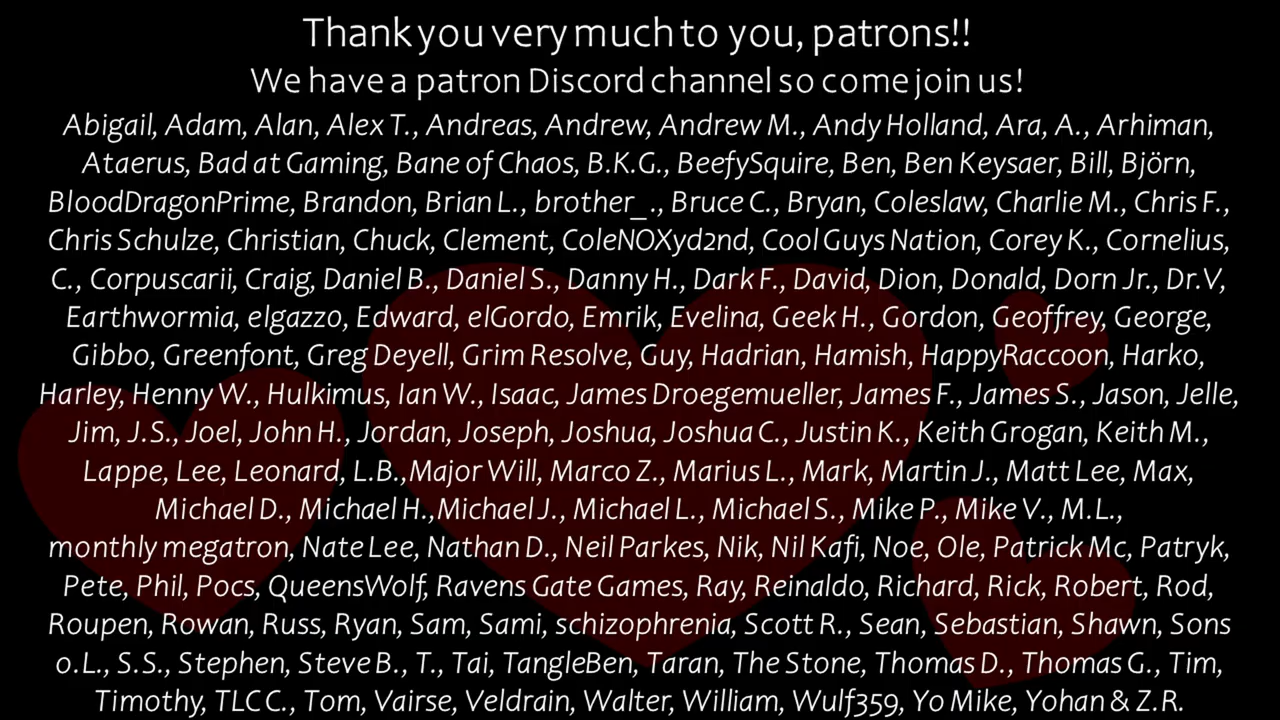 Thank you very much to you, patrons!!
We have a patron Discord channel so come join us!
Abigail, Adam, Alan, Alex T., Andreas, Andrew, Andrew M., Andy Holland, Ara, A., Arhiman,
Ataerus, Bad at Gaming, Bane of Chaos, B.K.G., BeefySquire, Ben, Ben Keysaer, Bill, Björn,
BloodDragonPrime, Brandon, Brian L., brother_., Bruce C., Bryan, Coleslaw, Charlie M., Chris F.,
Chris Schulze, Christian, Chuck, Clement, ColeNOXyd2nd, Cool Guys Nation, Corey K., Cornelius,
C., Corpuscarii, Craig, Daniel B., Daniel S., Danny H., Dark F., David, Dion, Donald, Dorn Jr., Dr.V,
Earthwormia, elgazzo, Edward, elGordo, Emrik, Evelina, Geek H., Gordon, Geoffrey, George,
Gibbo, Greenfont, Greg Deyell, Grim Resolve, Guy, Hadrian, Hamish, HappyRaccoon, Harko,
Harley, Henny W., Hulkimus, Ian W., Isaac, James Droegemueller, James F., James S., Jason, Jelle,
Jim, J.S., Joel, John H., Jordan, Joseph, Joshua, Joshua C., Justin K., Keith Grogan, Keith M.,
Lappe, Lee, Leonard, L.B.,Major Will, Marco Z., Marius L., Mark, Martin J., Matt Lee, Max,
Michael D., Michael H.,Michael J., Michael L., Michael S., Mike P., Mike V., M.L.,
monthly megatron, Nate Lee, Nathan D., Neil Parkes, Nik, Nil Kafi, Noe, Ole, Patrick Mc, Patryk,
Pete, Phil, Pocs, QueensWolf, Ravens Gate Games, Ray, Reinaldo, Richard, Rick, Robert, Rod,
Roupen, Rowan, Russ, Ryan, Sam, Sami, schizophrenia, Scott R., Sean, Sebastian, Shawn, Sons
o.L., S.S., Stephen, Steve B., T., Tai, TangleBen, Taran, The Stone, Thomas D., Thomas G., Tim,
Timothy, TLC C., Tom, Vairse, Veldrain, Walter, William, Wulf359, Yo Mike, Yohan & Z.R.